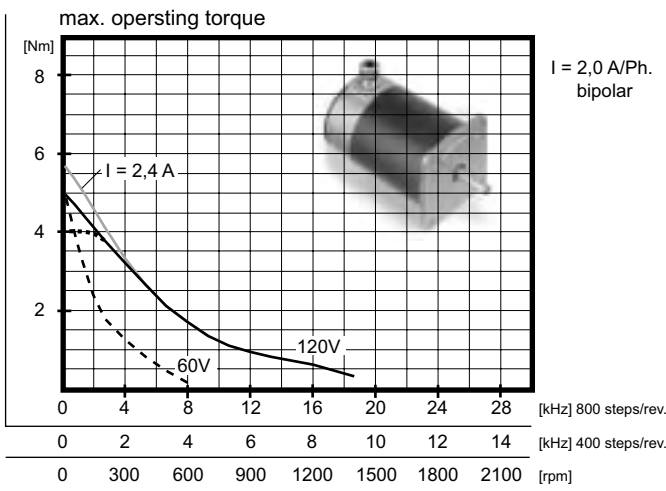 max. opersting torque
[Nm]
8
6
4
2
I = 2,0 A/Ph.
bipolar
I = 2,4 A
120V
60V
0 4 8 12 16 20 24 28 [kHz] 800 steps/rev.
0 2 4 6 8 10 12 14 [kHz] 400 steps/rev.
0 300 600 900 1200 1500 1800 2100 [rpm]